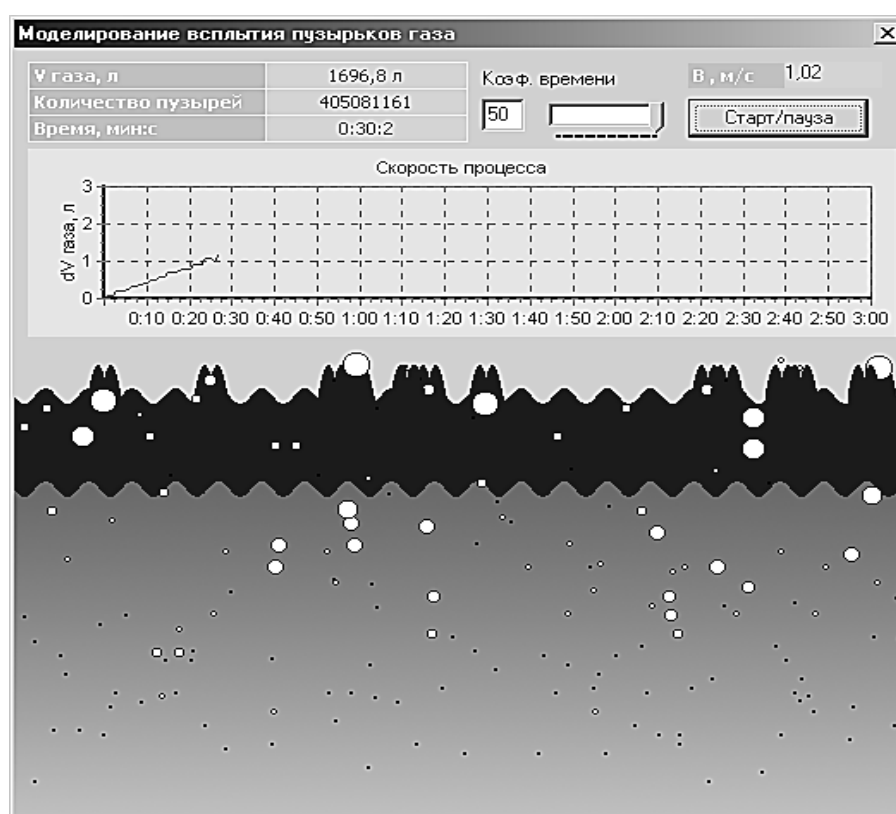 Моделирование всплытия пузырьков газа
V газа, л 1696,8 л
Количество пузырей 405081161
Время, мин:с 0:30:2
Коэф. времени
50
В , м/с 1,02
Старт/пауза
Скорость процесса
dV газа, л
3
2
1
0
0:10 0:20 0:30 0:40 0:50 1:00 1:10 1:20 1:30 1:40 1:50 2:00 2:10 2:20 2:30 2:40 2:50 3:00